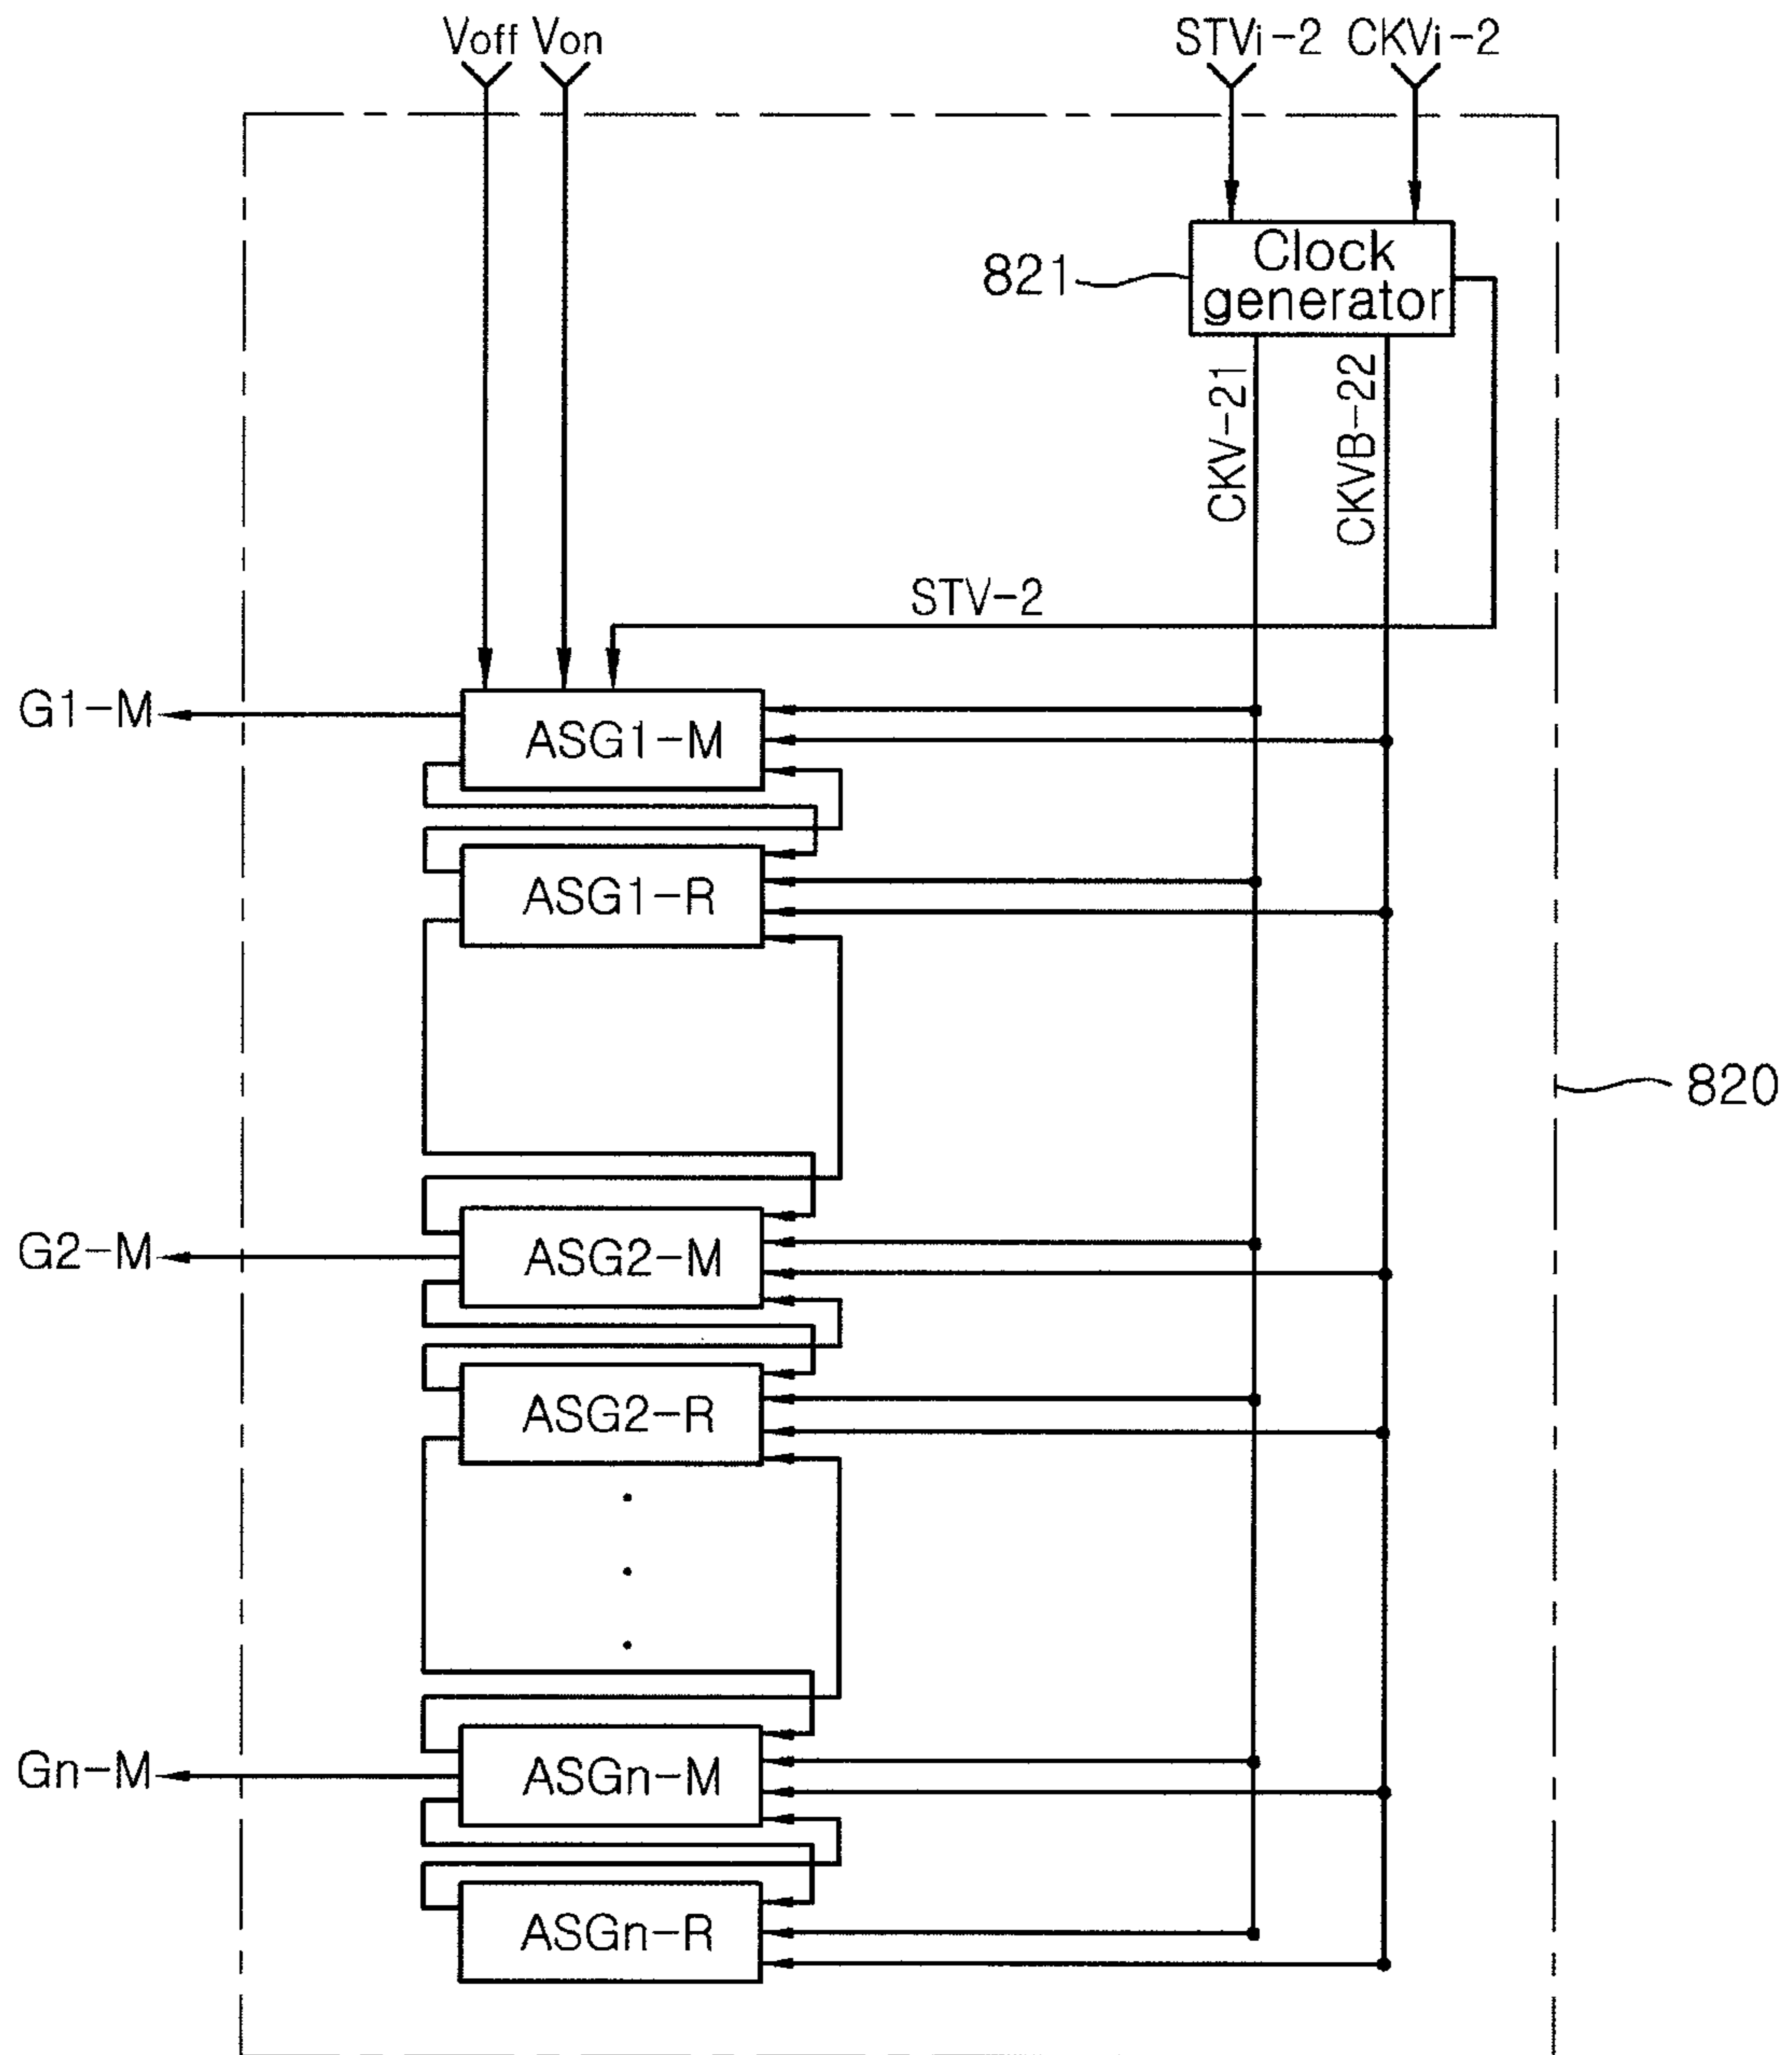 Voff Von STVi-2 CKVi-2
Clock
generator
821
CKV-21
CKVB-22
STV-2
G1-M
ASG1-M
ASG1-R
820
G2-M
ASG2-M
ASG2-R
Gn-M
ASGn-M
ASGn-R